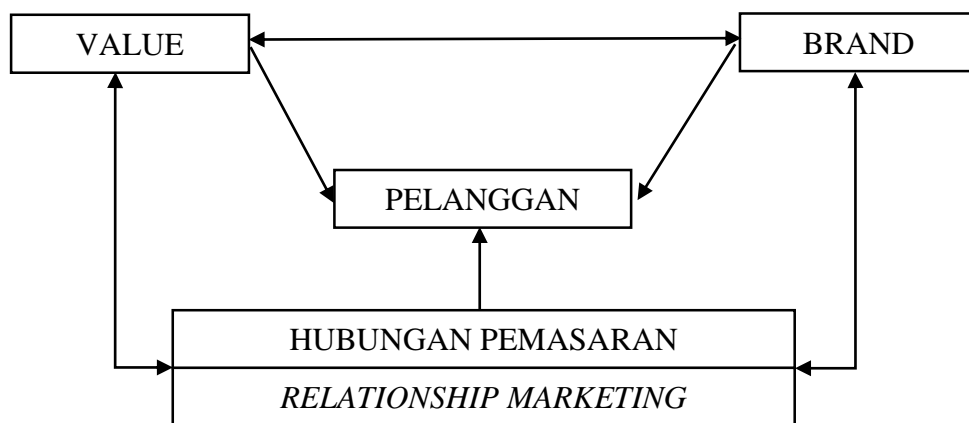 VALUE
BRAND
PELANGGAN
HUBUNGAN PEMASARAN
RELATIONSHIP MARKETING